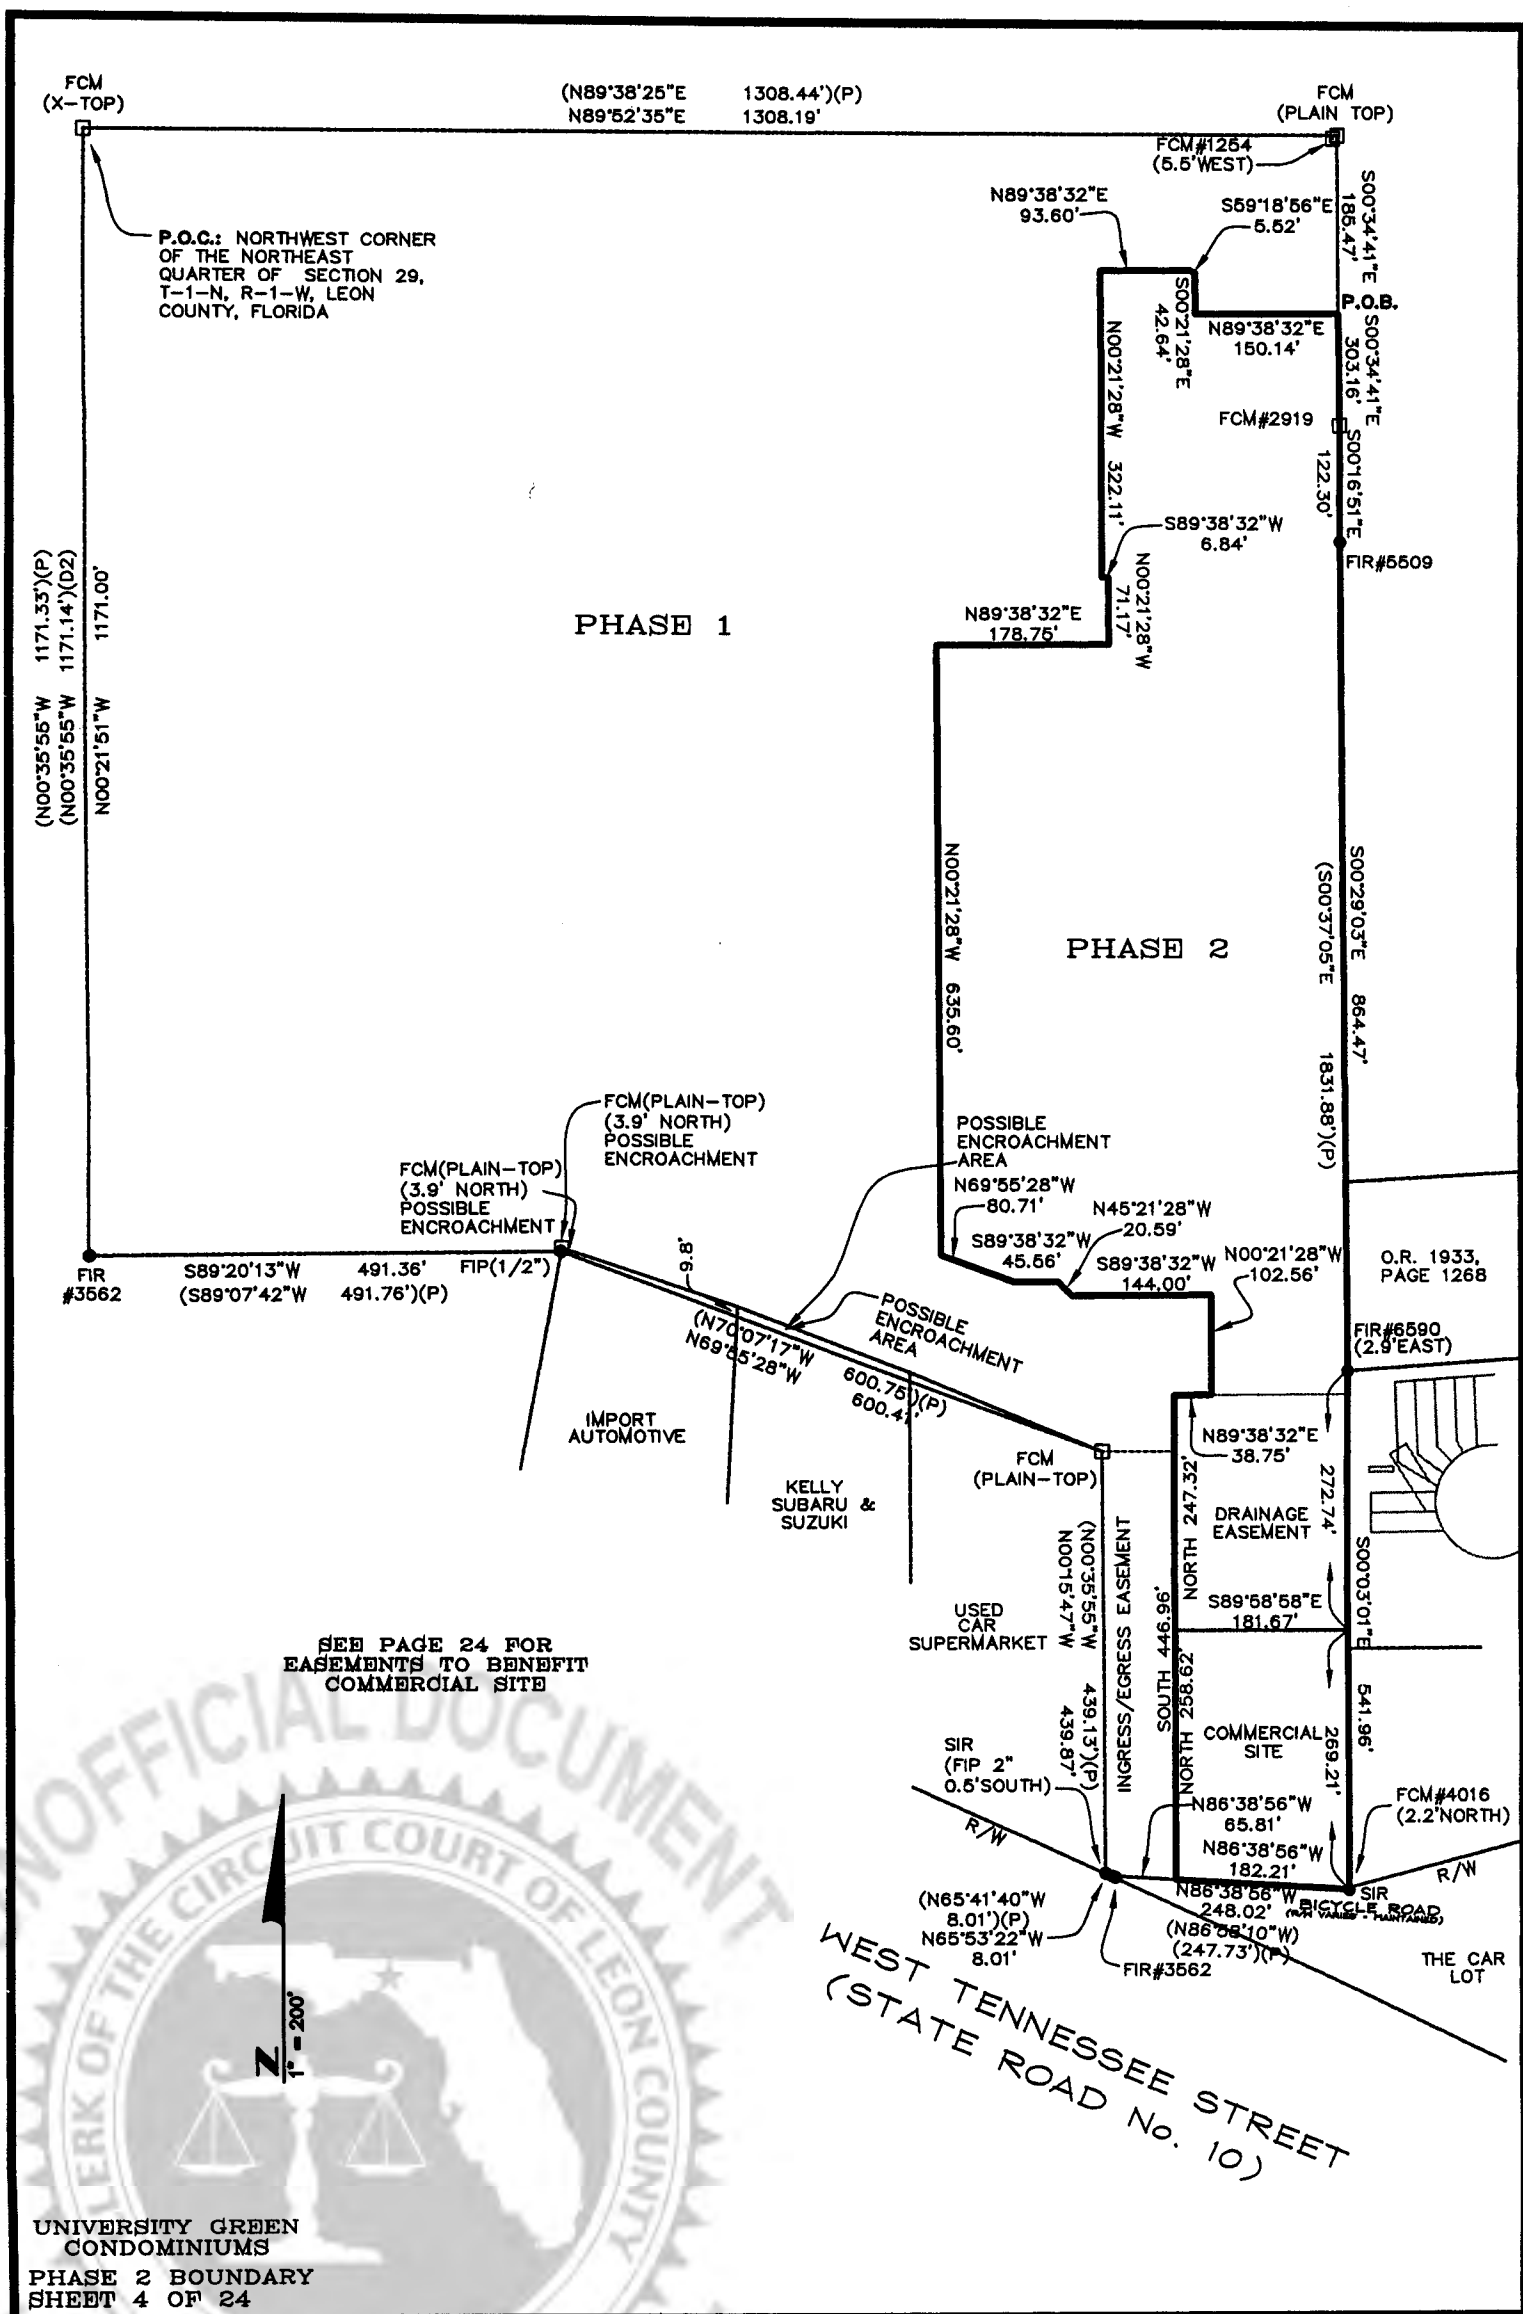 FCM
(X-TOP)
(N89°38'25"E 1308.44')(P)
N89°52'35"E 1308.19'
FCM
(PLAIN TOP)
FCM#1254
(5.5'WEST)
P.O.C.: NORTHWEST CORNER
OF THE NORTHEAST
QUARTER OF SECTION 29,
T-1-N, R-1-W, LEON
COUNTY, FLORIDA
N89°38'32"E
93.60'
S59°18'56"E
5.52'
S00°34'41"E
185.47'
P.O.B.
S00°21'28"E
42.64'
N89°38'32"E
150.14'
S00°34'41"E
303.16'
N00°21'28"W 322.11'
FCM#2919
S00°16'51"E
122.30'
S89°38'32"W
6.84'
FIR#5509
N00°21'28"W
71.17'
N89°38'32"E
178.75'
PHASE 1
(N00°35'55"W 1171.33')(P)
(N00°35'55"W 1171.14')(D2)
N00°21'51"W 1171.00'
N00°21'28"W 635.60'
PHASE 2
S00°29'03"E 864.47'
(S00°37'05"E 1831.88')(P)
FCM(PLAIN-TOP)
(3.9' NORTH)
POSSIBLE
ENCROACHMENT
FCM(PLAIN-TOP)
(3.9' NORTH)
POSSIBLE
ENCROACHMENT
POSSIBLE
ENCROACHMENT
AREA
N69°55'28"W
80.71'
N45°21'28"W
20.59'
S89°38'32"W
45.56'
S89°38'32"W
144.00'
N00°21'28"W
102.56'
O.R. 1933,
PAGE 1268
FIR
#3562
S89°20'13"W 491.36'
(S89°07'42"W 491.76')(P)
FIP(1/2")
9.8'
POSSIBLE
ENCROACHMENT
AREA
(N70°07'17"W 600.75')(P)
N69°55'28"W 600.41'
FIR#6590
(2.9'EAST)
IMPORT
AUTOMOTIVE
KELLY
SUBARU &
SUZUKI
FCM
(PLAIN-TOP)
N89°38'32"E
38.75'
272.74'
DRAINAGE
EASEMENT
NORTH 247.32'
(N00°35'55"W 439.13')(P)
N00°15'47"W 439.87'
INGRESS/EGRESS EASEMENT
SOUTH 446.96'
S89°58'58"E
181.67'
S00°03'01"E 541.96'
USED
CAR
SUPERMARKET
SEE PAGE 24 FOR
EASEMENTS TO BENEFIT
COMMERCIAL SITE
NORTH 258.62'
COMMERCIAL
SITE
269.21'
SIR
(FIP 2"
0.5'SOUTH)
FCM#4016
(2.2'NORTH)
N86°38'56"W
65.81'
N86°38'56"W
182.21'
R/W
R/W
SIR
N86°38'56"W
248.02'
(N86°58'10"W)
(247.73')(P)
BICYCLE ROAD
(R/W VARIES - MAINTAINED)
(N65°41'40"W
8.01')(P)
N65°53'22"W
8.01'
FIR#3562
THE CAR
LOT
WEST TENNESSEE STREET
(STATE ROAD No. 10)
UNOFFICIAL DOCUMENT
CLERK OF THE CIRCUIT COURT OF LEON COUNTY
N
1" = 200'
UNIVERSITY GREEN
CONDOMINIUMS
PHASE 2 BOUNDARY
SHEET 4 OF 24